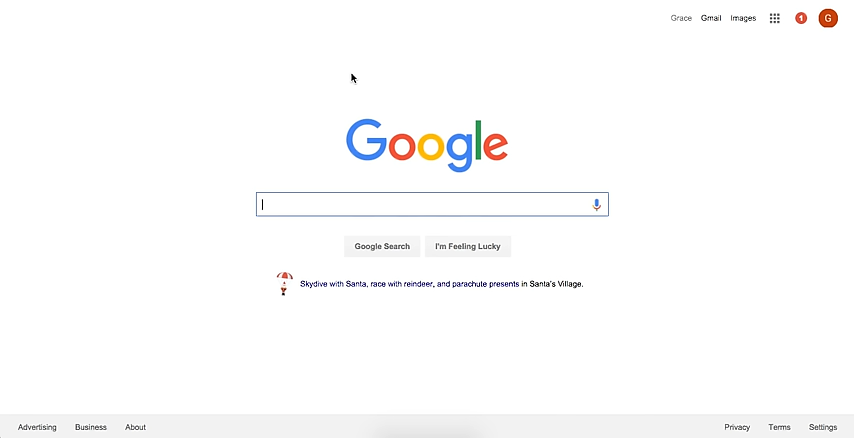 Grace Gmail Images 1 G
Google
Google Search I'm Feeling Lucky
Skydive with Santa, race with reindeer, and parachute presents in Santa's Village.
Advertising Business About Privacy Terms Settings